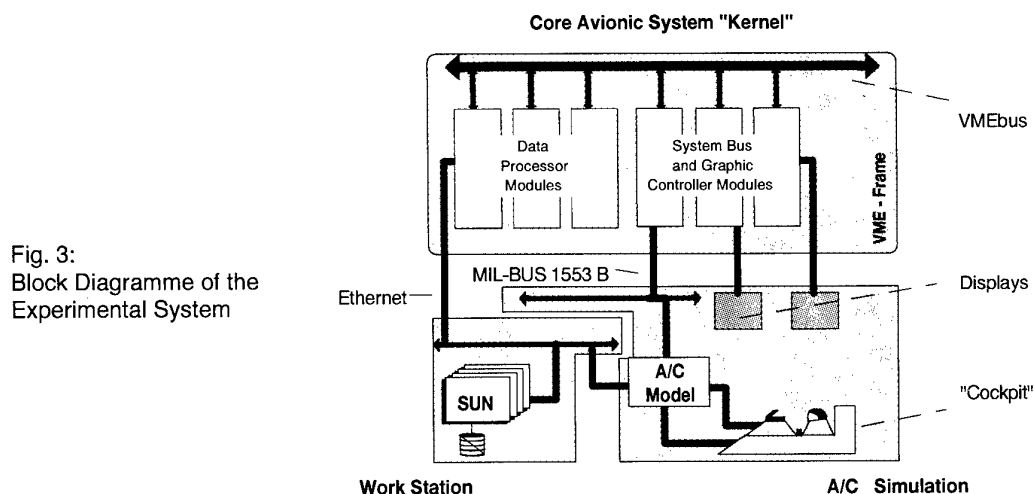 Core Avionic System "Kernel"
VMEbus
Data
Processor
Modules
System Bus
and Graphic
Controller Modules
VME - Frame
Fig. 3:
Block Diagramme of the
Experimental System
MIL-BUS 1553 B
Ethernet
Displays
A/C
Model
SUN
"Cockpit"
Work Station
A/C Simulation